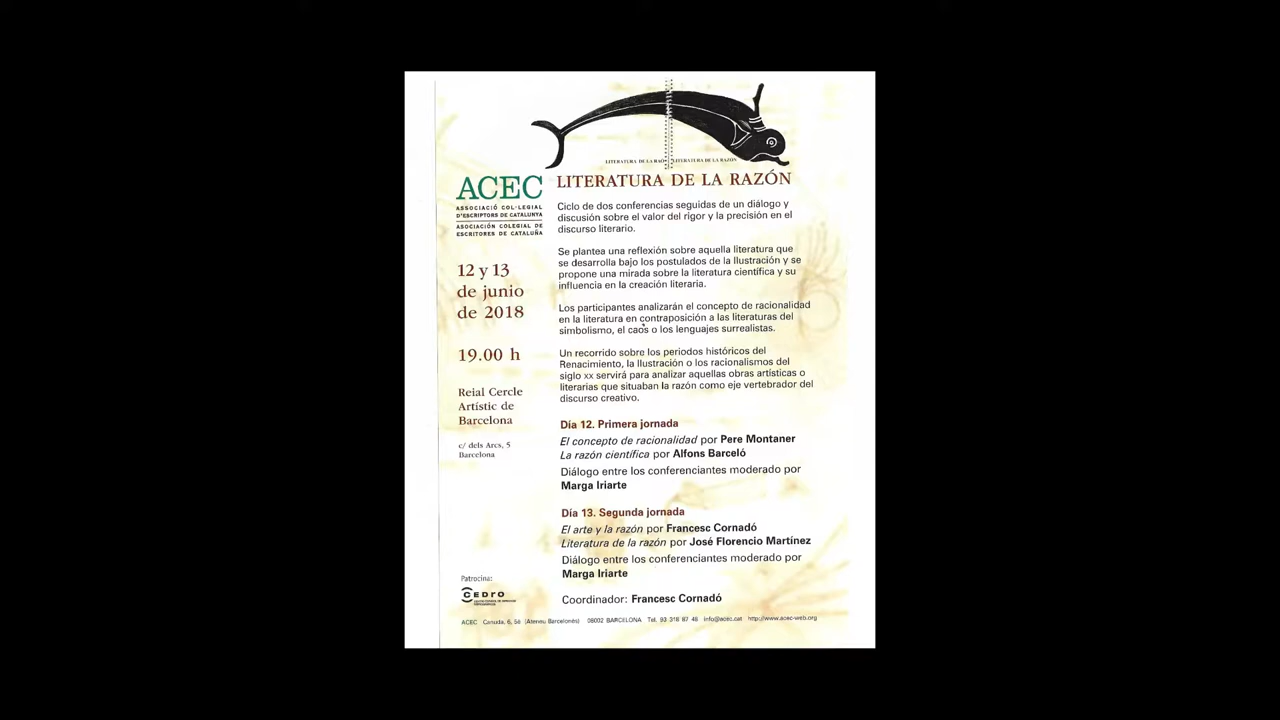 LITERATURA DE LA RAZÓN
LITERATURA DE LA RAZÓN
ACEC
ASSOCIACIÓ COL·LEGIAL
D'ESCRIPTORS DE CATALUNYA
ASOCIACIÓN COLEGIAL DE
ESCRITORES DE CATALUÑA
12 y 13
de junio
de 2018
19.00 h
Reial Cercle
Artístic de
Barcelona
c/ dels Arcs, 5
Barcelona
Patrocina:
CEDRO
Ciclo de dos conferencias seguidas de un diálogo y
discusión sobre el valor del rigor y la precisión en el
discurso literario.
Se plantea una reflexión sobre aquella literatura que
se desarrolla bajo los postulados de la Ilustración y se
propone una mirada sobre la literatura científica y su
influencia en la creación literaria.
Los participantes analizarán el concepto de racionalidad
en la literatura en contraposición a las literaturas del
simbolismo, el caos o los lenguajes surrealistas.
Un recorrido sobre los periodos históricos del
Renacimiento, la Ilustración o los racionalismos del
siglo XX servirá para analizar aquellas obras artísticas o
literarias que situaban la razón como eje vertebrador del
discurso creativo.
Día 12. Primera jornada
El concepto de racionalidad por Pere Montaner
La razón científica por Alfons Barceló
Diálogo entre los conferenciantes moderado por
Marga Iriarte
Día 13. Segunda jornada
El arte y la razón por Francesc Cornadó
Literatura de la razón por José Florencio Martínez
Diálogo entre los conferenciantes moderado por
Marga Iriarte
Coordinador: Francesc Cornadó
ACEC Canuda, 6, 5è (Ateneu Barcelonès) 08002 BARCELONA Tel. 93 318 87 48 info@acec.cat http://www.acec-web.org